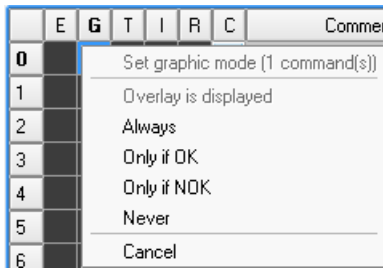 E G T I R C Commen
0 Set graphic mode (1 command(s))
1 Overlay is displayed
2 Always
3 Only if OK
4 Only if NOK
5 Never
6 Cancel